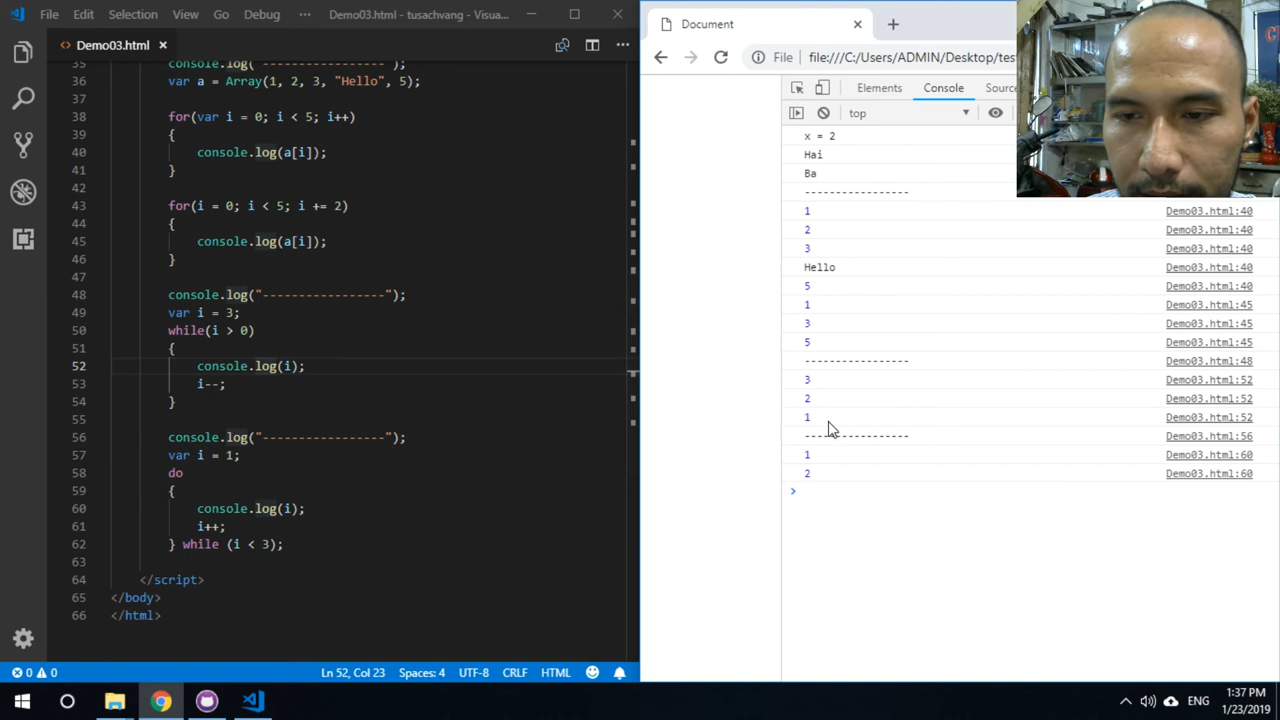 File Edit Selection View Go Debug ··· Demo03.html - tusachvang - Visua...
Demo03.html
35 console.log("-----------------");
36 var a = Array(1, 2, 3, "Hello", 5);
37
38 for(var i = 0; i < 5; i++)
39 {
40 console.log(a[i]);
41 }
42
43 for(i = 0; i < 5; i += 2)
44 {
45 console.log(a[i]);
46 }
47
48 console.log("-----------------");
49 var i = 3;
50 while(i > 0)
51 {
52 console.log(i);
53 i--;
54 }
55
56 console.log("-----------------");
57 var i = 1;
58 do
59 {
60 console.log(i);
61 i++;
62 } while (i < 3);
63
64 </script>
65 </body>
66 </html>
0 0 Ln 52, Col 23 Spaces: 4 UTF-8 CRLF HTML
Document
File file:///C:/Users/ADMIN/Desktop/tes
Elements Console Sourc
top
x = 2
Hai
Ba
-----------------
1 Demo03.html:40
2 Demo03.html:40
3 Demo03.html:40
Hello Demo03.html:40
5 Demo03.html:40
1 Demo03.html:45
3 Demo03.html:45
5 Demo03.html:45
----------------- Demo03.html:48
3 Demo03.html:52
2 Demo03.html:52
1 Demo03.html:52
----------------- Demo03.html:56
1 Demo03.html:60
2 Demo03.html:60
ENG
1:37 PM
1/23/2019